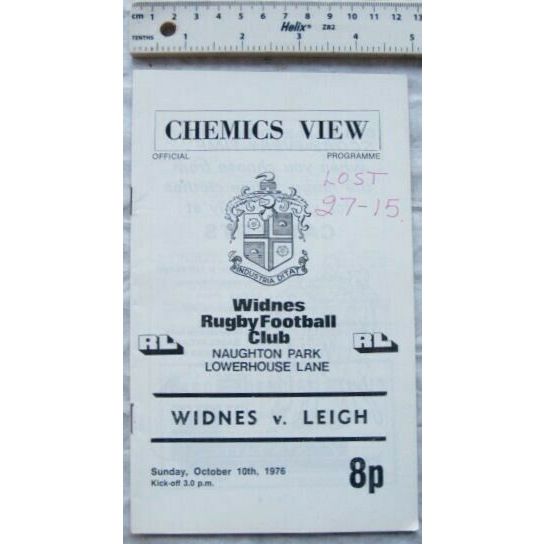 cm 1 2 3 4 5 6 7 8 9 10 11 12 13
Helix® ZB2
TENTHS 1 2 3 4 5
CHEMICS VIEW
OFFICIAL PROGRAMME
LOST
27-15
INDUSTRIA DITAT
Widnes
Rugby Football
Club
RL RL
NAUGHTON PARK
LOWERHOUSE LANE
WIDNES v. LEIGH
Sunday, October 10th, 1976
Kick-off 3.0 p.m.
8p